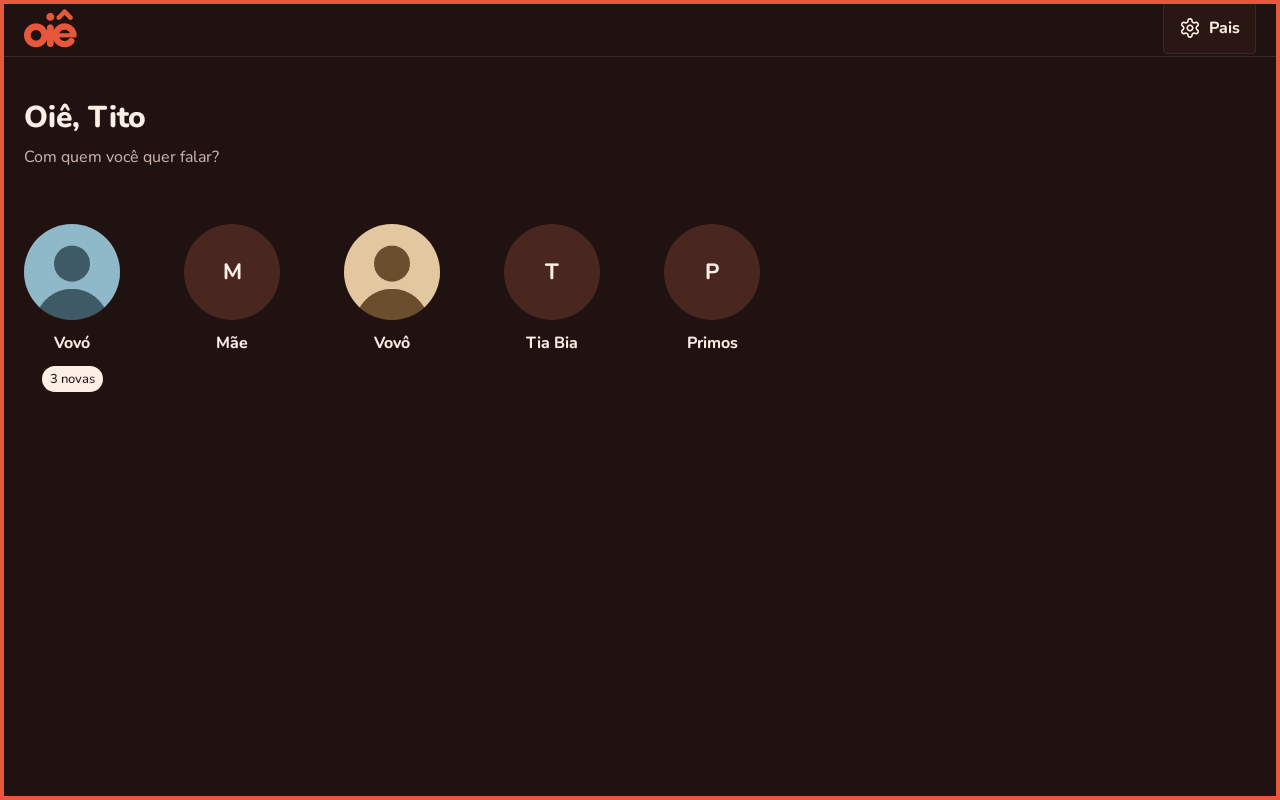 oiê
Pais
Oiê, Tito
Com quem você quer falar?
M
T
P
Vovó
Mãe
Vovô
Tia Bia
Primos
3 novas